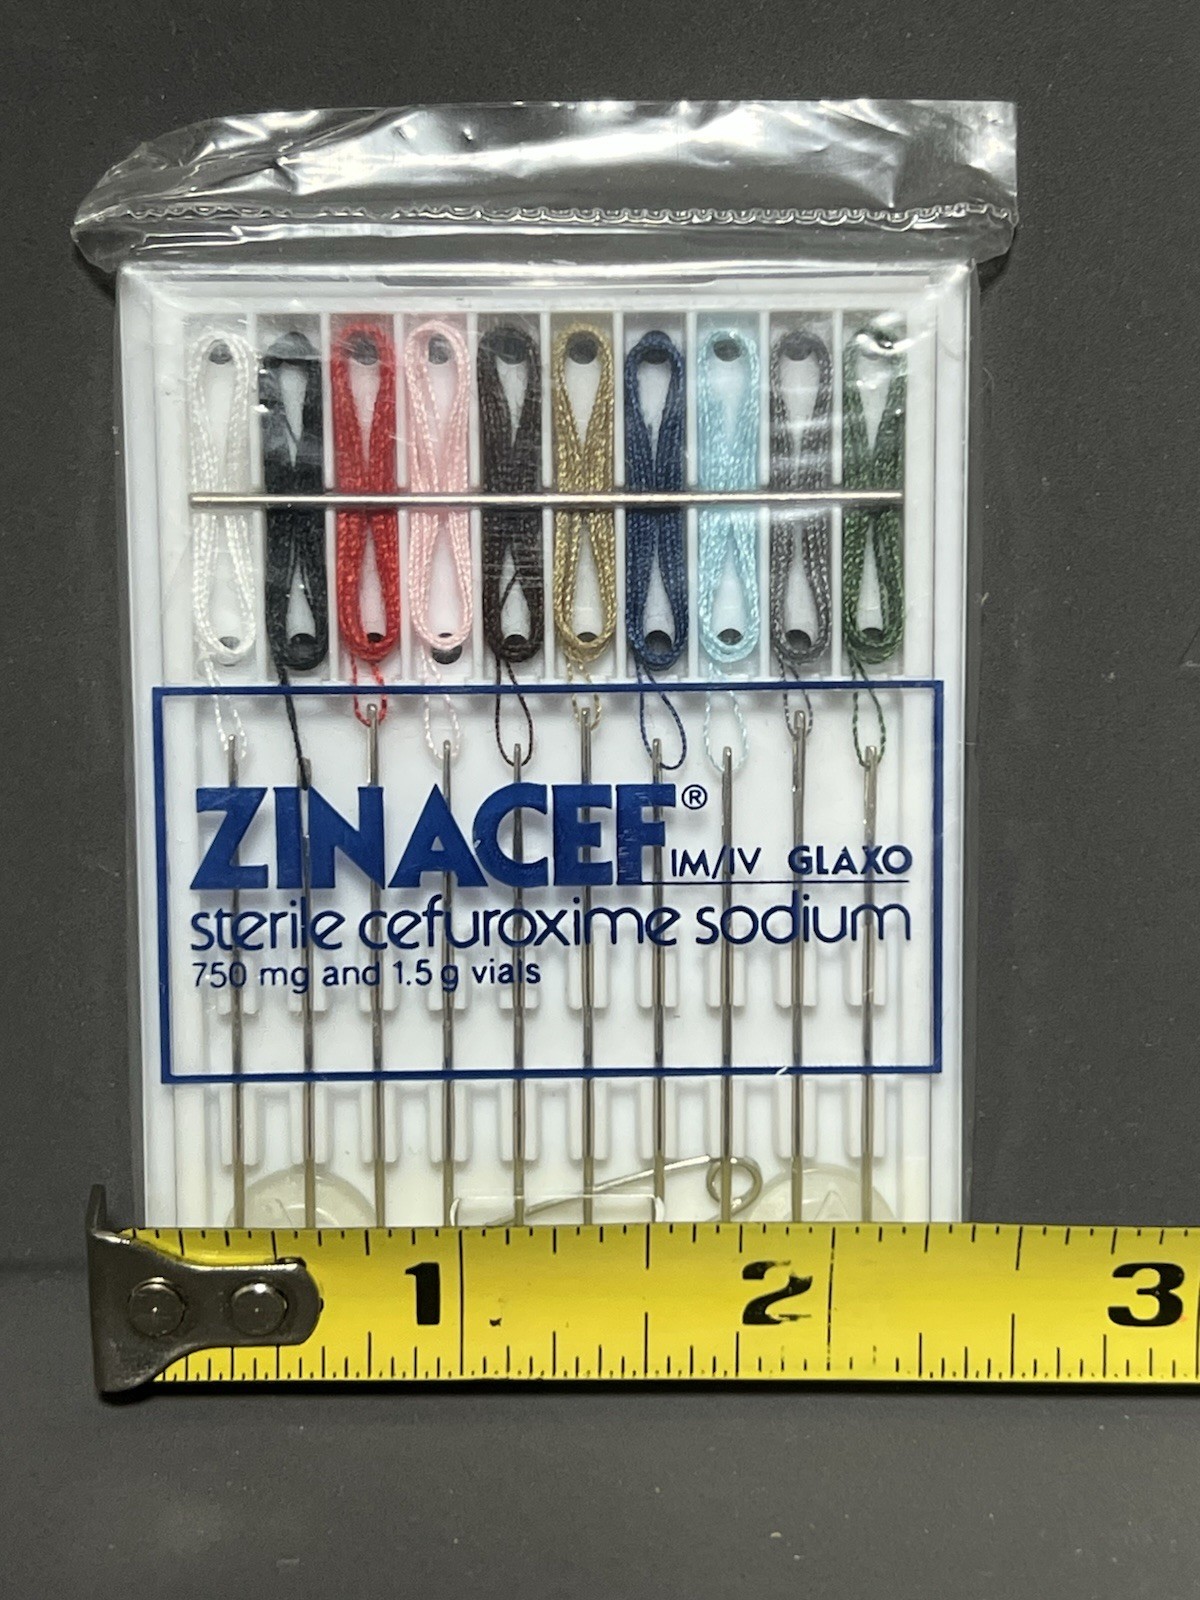 ZINACEF® IM/IV GLAXO
sterile cefuroxime sodium
750 mg and 1.5 g vials
1 2 3